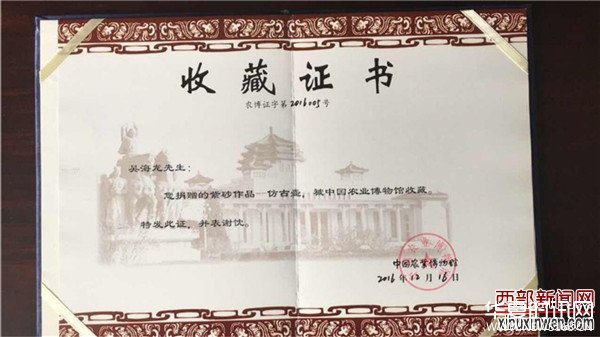 收藏证书
农博证字第2016005号
吴海龙先生：
您捐赠的紫砂作品—仿古壶，被中国农业博物馆收藏。
特发此证，并表谢忱。
中国农业博物馆
2016年12月16日
西部新闻网
xibuxinwen.com